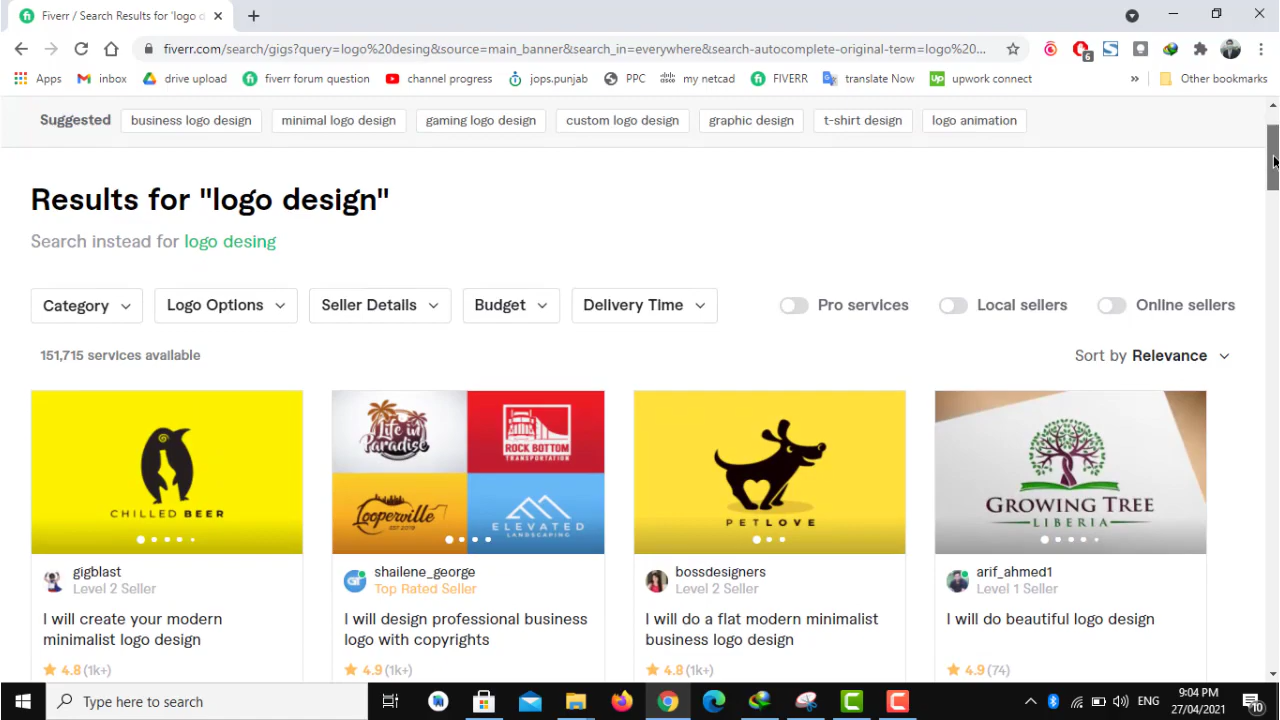 Fiverr / Search Results for 'logo d
fiverr.com/search/gigs?query=logo%20desing&source=main_banner&search_in=everywhere&search-autocomplete-original-term=logo%20...
6
Apps inbox drive upload fiverr forum question channel progress jops.punjab PPC my netcad FIVERR translate Now Up upwork connect » Other bookmarks
Suggested business logo design minimal logo design gaming logo design custom logo design graphic design t-shirt design logo animation
Results for "logo design"
Search instead for logo desing
Category Logo Options Seller Details Budget Delivery Time Pro services Local sellers Online sellers
151,715 services available Sort by Relevance
CHILLED BEER
Life in Paradise
ROCK BOTTOM
TRANSPORTATION
Looperville
EST 2018
ELEVATED
LANDSCAPING
PETLOVE
GROWING TREE
LIBERIA
gigblast
Level 2 Seller
I will create your modern
minimalist logo design
4.8 (1k+)
shailene_george
Top Rated Seller
I will design professional business
logo with copyrights
4.9 (1k+)
bossdesigners
Level 2 Seller
I will do a flat modern minimalist
business logo design
4.8 (1k+)
arif_ahmed1
Level 1 Seller
I will do beautiful logo design
4.9 (74)
Type here to search
ENG
9:04 PM
27/04/2021
10